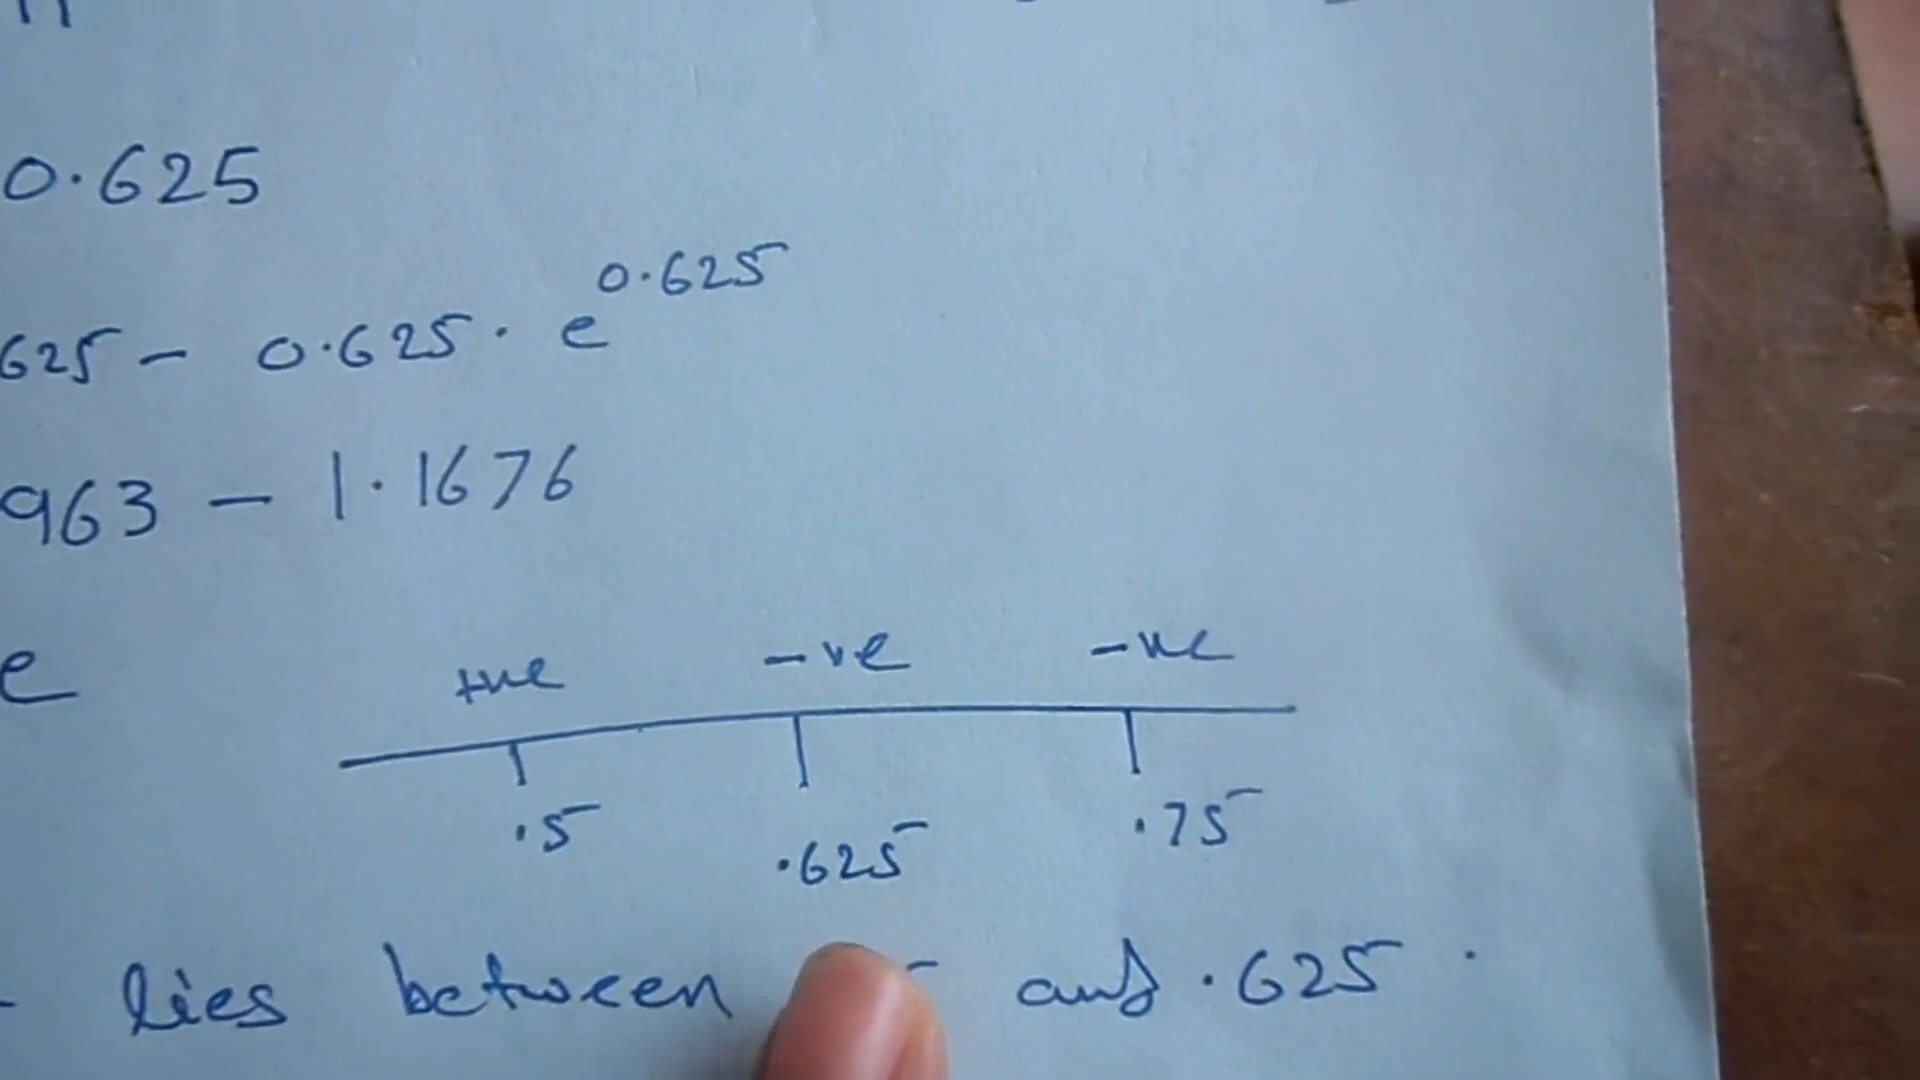 0.625
0.625
625 - 0.625 . e
963 - 1.1676
e
+ve -ve -ve
.5 .625 .75
- lies between and .625 .